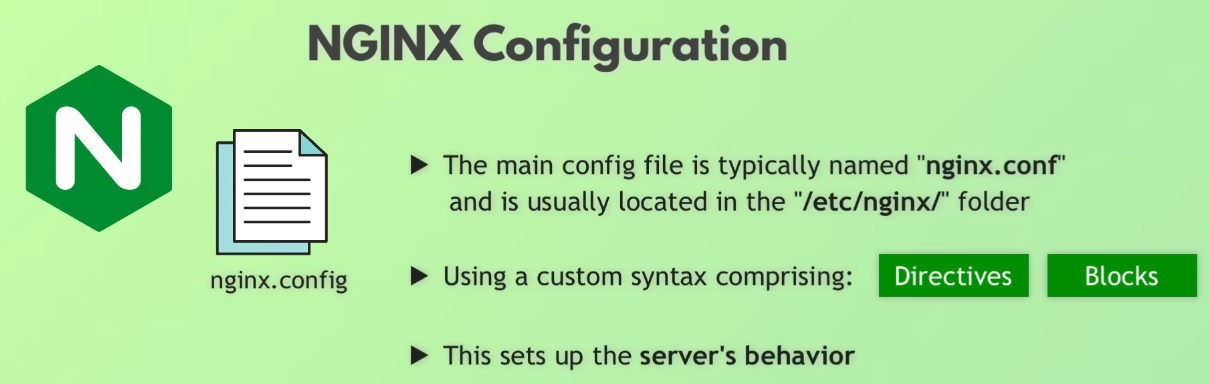 NGINX Configuration
N
nginx.config
► The main config file is typically named "nginx.conf"
and is usually located in the "/etc/nginx/" folder
► Using a custom syntax comprising: Directives Blocks
► This sets up the server's behavior